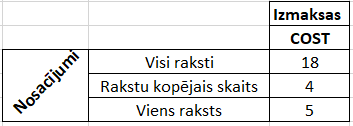 Izmaksas
COST
Nosacījumi
Visi raksti 18
Rakstu kopējais skaits 4
Viens raksts 5